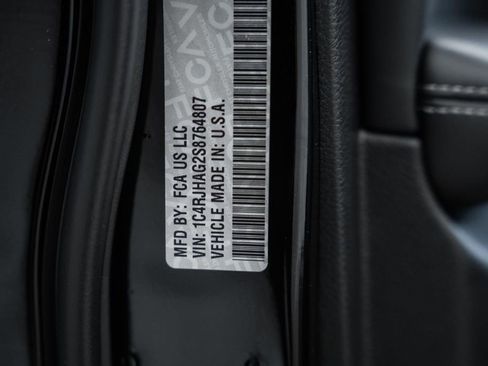 MFD BY: FCA US LLC
VIN: 1C4RJHAG2S8764807
VEHICLE MADE IN: U.S.A.